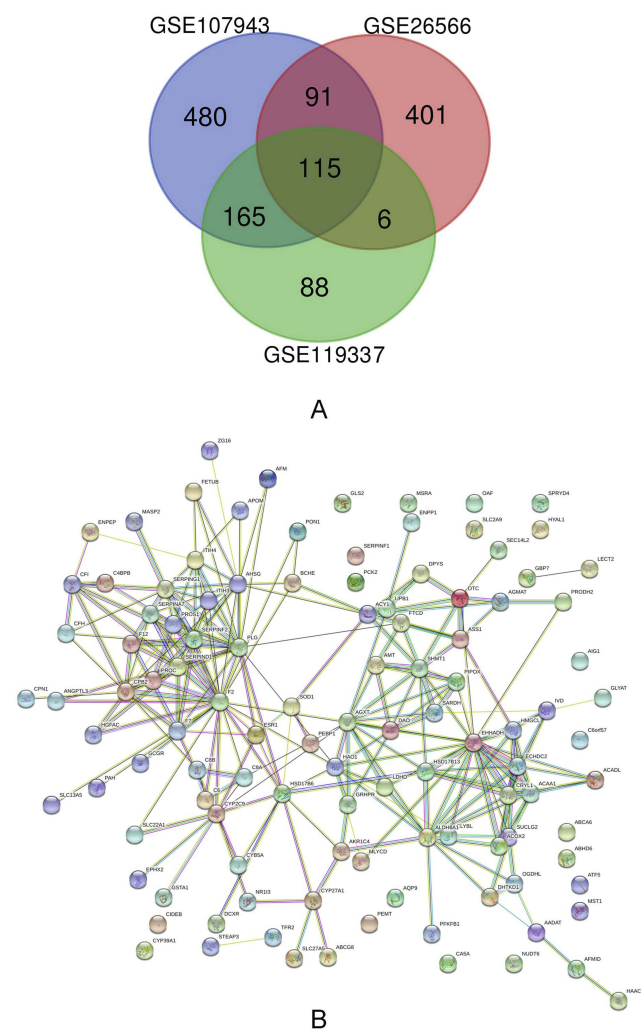 GSE107943 GSE26566
480 91 401
115
165 6
88
GSE119337
A
ZG16
AFM
FETUB
GLS2
MSRA
OAF
SPRYD4
MASP2
APOM
PON1
ENPP1
SLC2A9
HYAL1
ENPEP
ITIH4
SERPINF1
SEC14L2
CFI
C4BPB
SERPING1
AHSG
BCHE
PCK2
DPYS
GBP7
LECT2
ITIH3
OTC
SERPINA7
PROS1
ACY1
UPB1
AGMAT
PRODH2
CFH
F12
SERPINF2
PLG
FTCD
ASS1
PROC
SERPIND1
AMT
SHMT1
AIG1
CPN1
ANGPTL3
CPB2
F2
SOD1
PIPOX
GLYAT
HGFAC
F7
ESR1
PEBP1
AGXT
DAO
SARDH
IVD
C6orf57
GCGR
HAO1
EHHADH
HMGCL
ECHDC2
PAH
C8B
C8A
HSD17B6
LDHD
HSD17B13
CRYL1
ACAA1
ACADL
SLC13A5
C6
CYP2C9
GRHPR
SLC22A1
ALDH8A1
LYBL
SUCLG2
ACOX2
ABCA6
AKR1C4
MLYCD
ABHD6
EPHX2
CYB5A
OGDHL
GSTA1
NR1I3
CYP27A1
AQP9
DHTKD1
ATF5
CIDEB
DCXR
PEMT
PFKFB1
MST1
CYP39A1
STEAP3
TFR2
AADAT
SLC27A5
ABCG8
CA5A
NUDT6
AFMID
HAAC
B